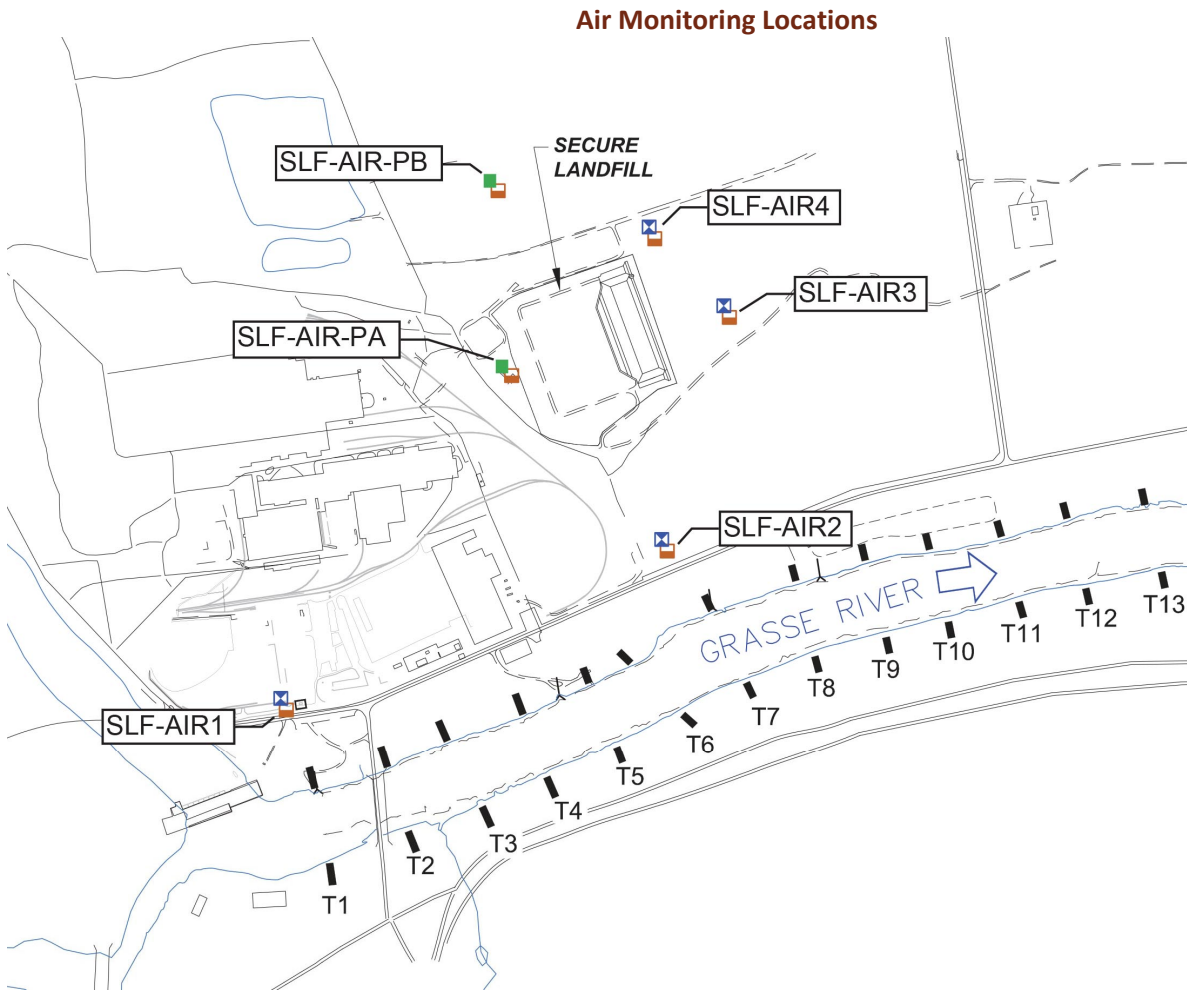 Air Monitoring Locations
SLF-AIR-PB
SECURE
LANDFILL
SLF-AIR4
SLF-AIR3
SLF-AIR-PA
SLF-AIR2
GRASSE RIVER
SLF-AIR1
T13
T12
T11
T10
T9
T8
T7
T6
T5
T4
T3
T2
T1